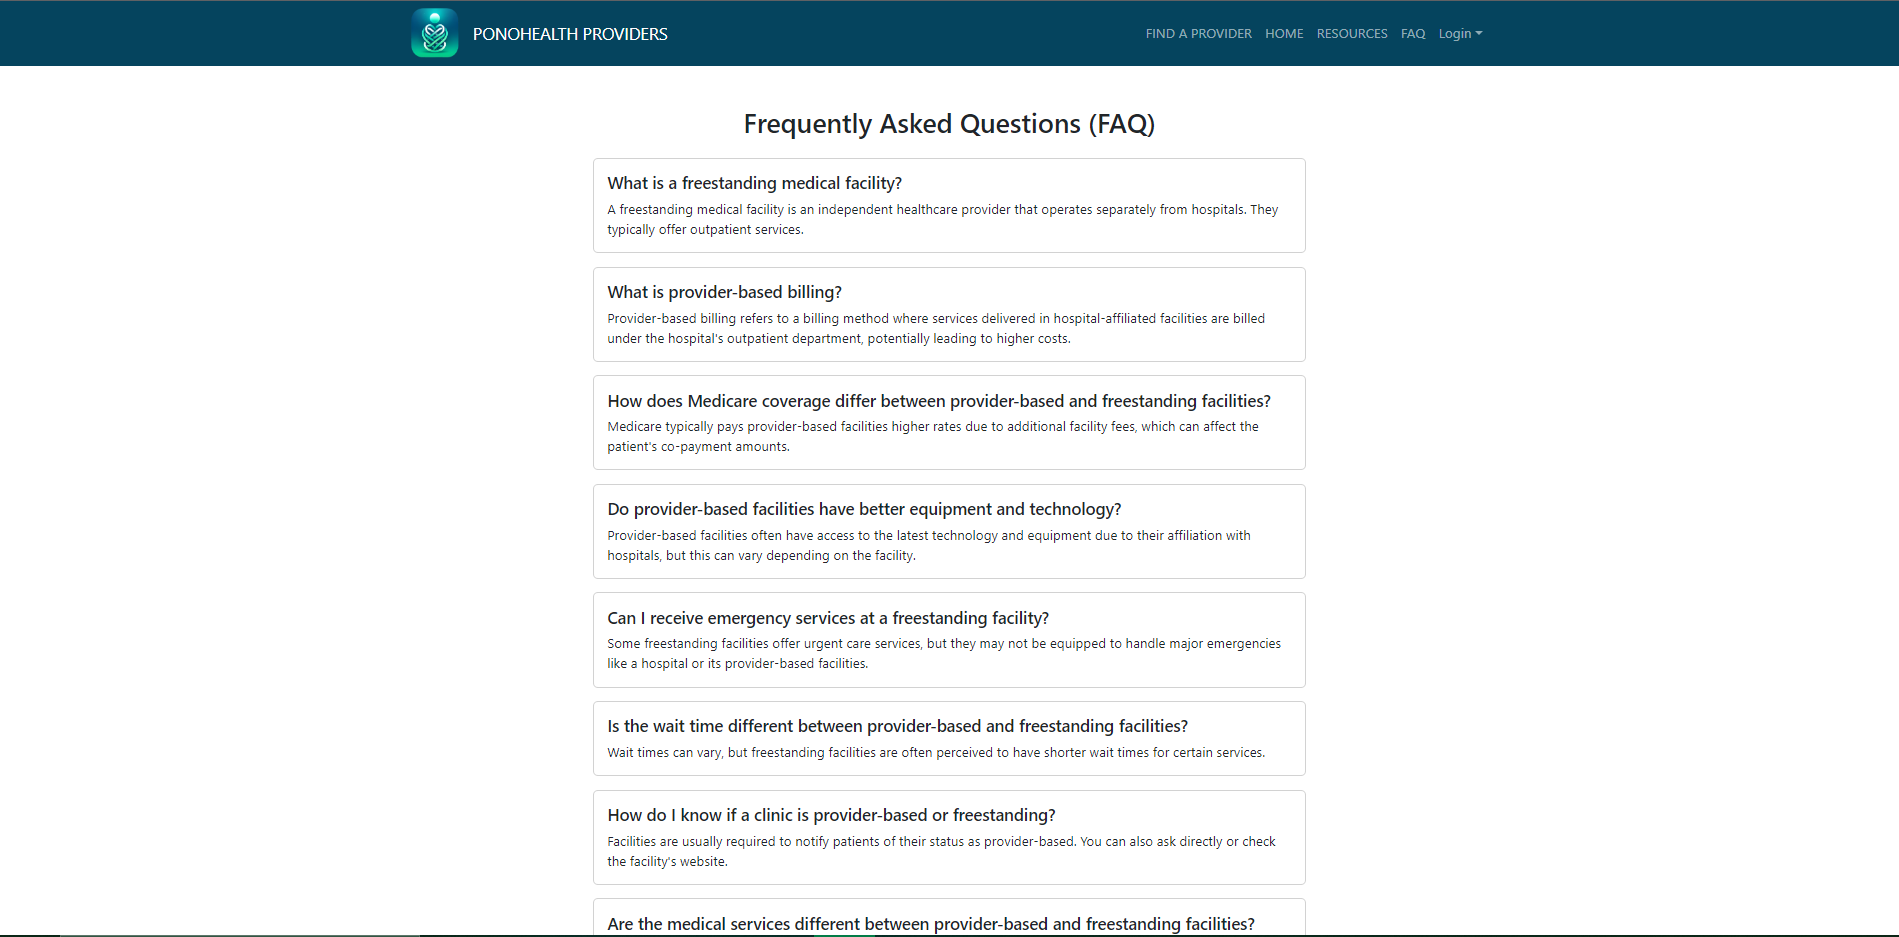 PONOHEALTH PROVIDERS
FIND A PROVIDER HOME RESOURCES FAQ Login
Frequently Asked Questions (FAQ)
What is a freestanding medical facility?
A freestanding medical facility is an independent healthcare provider that operates separately from hospitals. They
typically offer outpatient services.
What is provider-based billing?
Provider-based billing refers to a billing method where services delivered in hospital-affiliated facilities are billed
under the hospital's outpatient department, potentially leading to higher costs.
How does Medicare coverage differ between provider-based and freestanding facilities?
Medicare typically pays provider-based facilities higher rates due to additional facility fees, which can affect the
patient's co-payment amounts.
Do provider-based facilities have better equipment and technology?
Provider-based facilities often have access to the latest technology and equipment due to their affiliation with
hospitals, but this can vary depending on the facility.
Can I receive emergency services at a freestanding facility?
Some freestanding facilities offer urgent care services, but they may not be equipped to handle major emergencies
like a hospital or its provider-based facilities.
Is the wait time different between provider-based and freestanding facilities?
Wait times can vary, but freestanding facilities are often perceived to have shorter wait times for certain services.
How do I know if a clinic is provider-based or freestanding?
Facilities are usually required to notify patients of their status as provider-based. You can also ask directly or check
the facility's website.
Are the medical services different between provider-based and freestanding facilities?